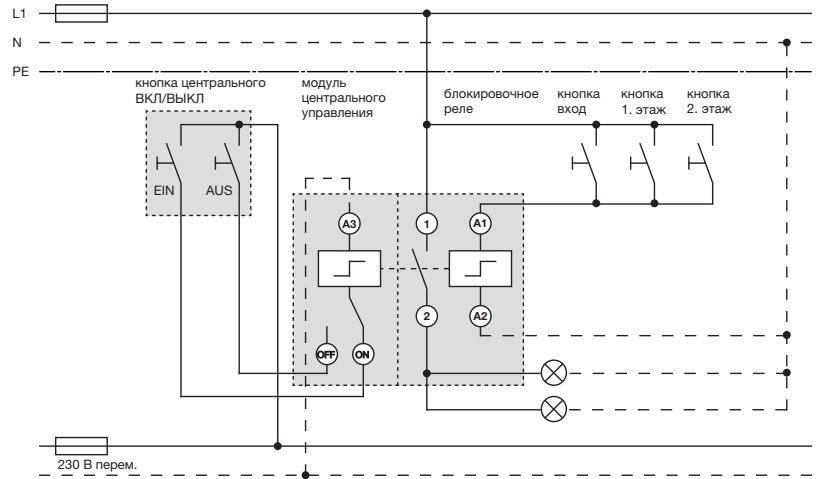 L1
N
PE
кнопка центрального
ВКЛ/ВЫКЛ
модуль
центрального
управления
блокировочное
реле
кнопка
вход
кнопка
1. этаж
кнопка
2. этаж
EIN
AUS
A3
1
A1
2
A2
OFF
ON
230 В перем.